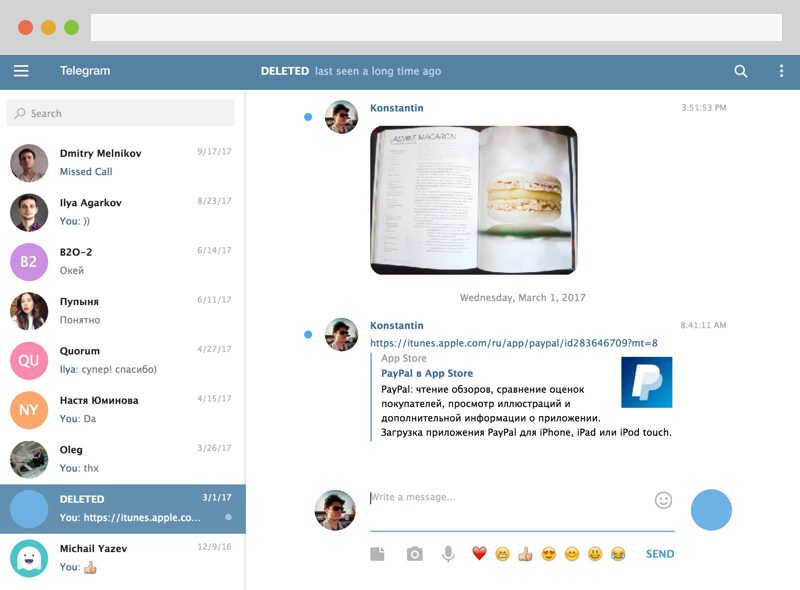 Telegram
DELETED last seen a long time ago
Search
Dmitry Melnikov 9/17/17
Missed Call
Ilya Agarkov 8/23/17
You: ))
B2
B2O-2 6/14/17
Окей
Пупыня 6/11/17
Понятно
QU
Quorum 4/27/17
Ilya: супер! спасибо)
NY
Настя Юминова 4/15/17
You: Da
Oleg 3/26/17
You: thx
DELETED 3/1/17
You: https://itunes.apple.co...
Michail Yazev 12/9/16
You: 👍
Konstantin 3:51:53 PM
JASMINE MACARON
Wednesday, March 1, 2017
Konstantin 8:41:11 AM
https://itunes.apple.com/ru/app/paypal/id283646709?mt=8
App Store
PayPal в App Store
PayPal: чтение обзоров, сравнение оценок
покупателей, просмотр иллюстраций и
дополнительной информации о приложении.
Загрузка приложения PayPal для iPhone, iPad или iPod touch.
Write a message...
SEND